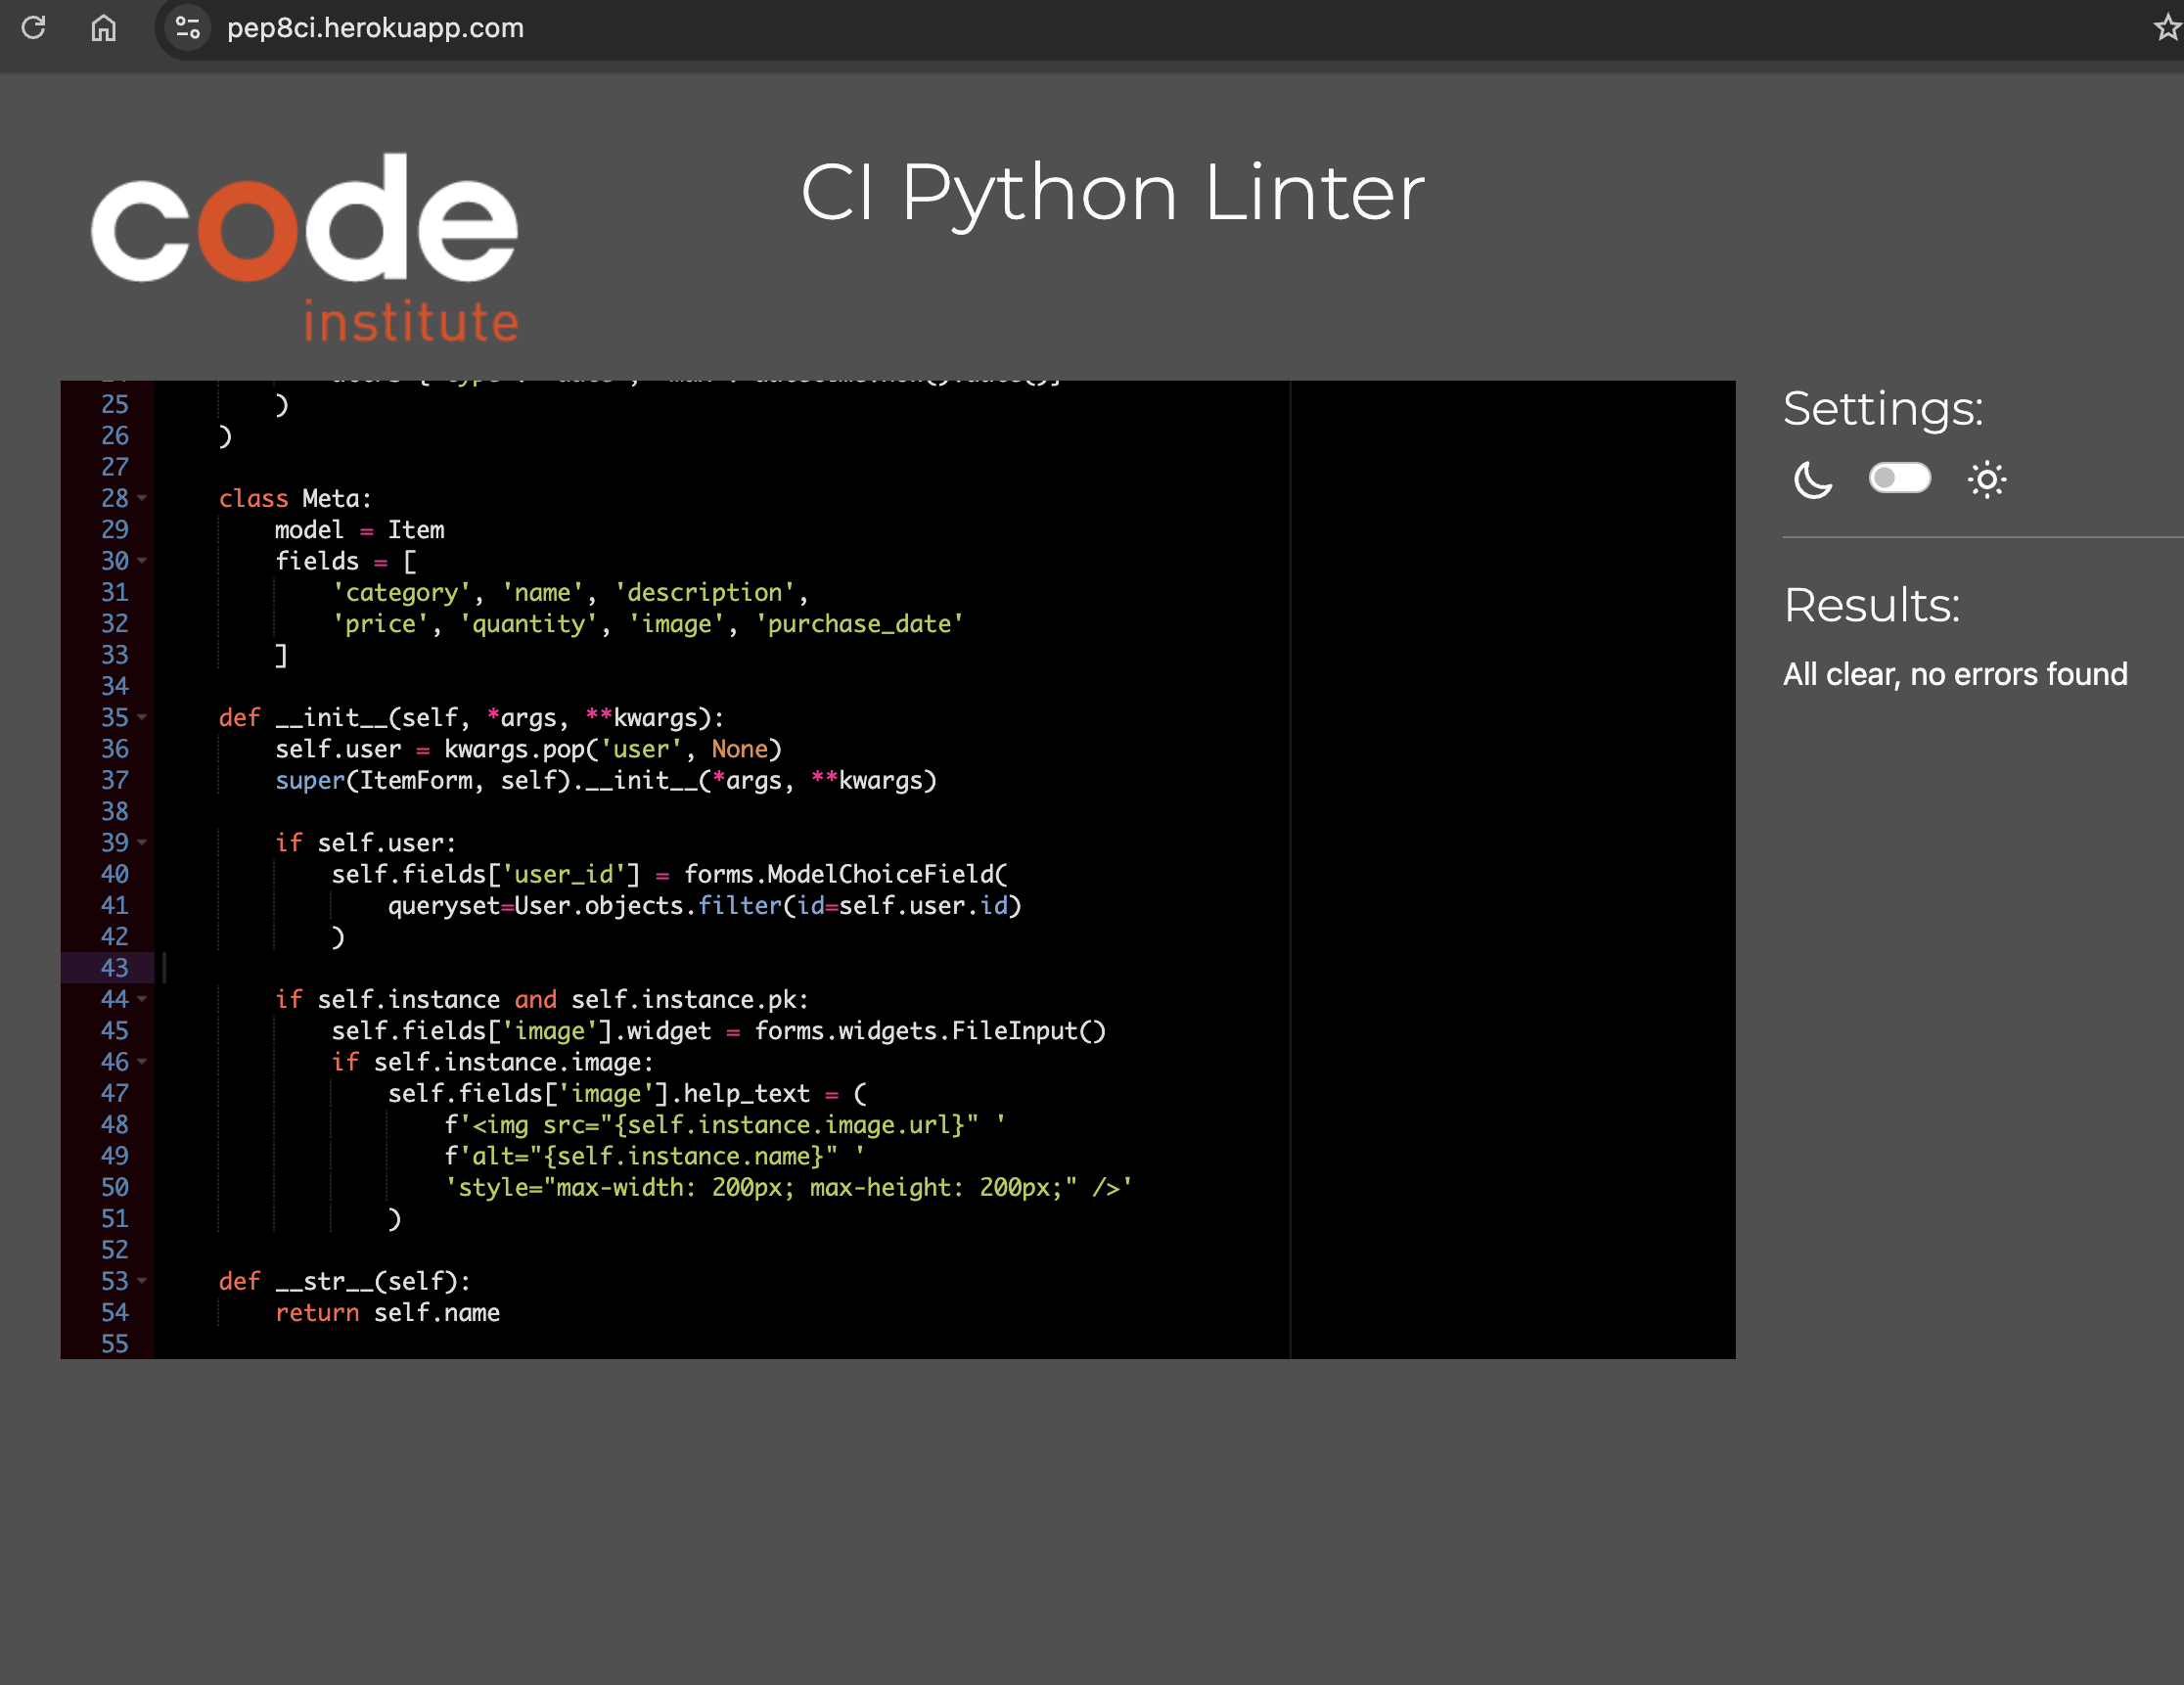 pep8ci.herokuapp.com
code
institute
CI Python Linter
25 )
26 )
27
28 class Meta:
29 model = Item
30 fields = [
31 'category', 'name', 'description',
32 'price', 'quantity', 'image', 'purchase_date'
33 ]
34
35 def __init__(self, *args, **kwargs):
36 self.user = kwargs.pop('user', None)
37 super(ItemForm, self).__init__(*args, **kwargs)
38
39 if self.user:
40 self.fields['user_id'] = forms.ModelChoiceField(
41 queryset=User.objects.filter(id=self.user.id)
42 )
43
44 if self.instance and self.instance.pk:
45 self.fields['image'].widget = forms.widgets.FileInput()
46 if self.instance.image:
47 self.fields['image'].help_text = (
48 f'<img src="{self.instance.image.url}" '
49 f'alt="{self.instance.name}" '
50 'style="max-width: 200px; max-height: 200px;" />'
51 )
52
53 def __str__(self):
54 return self.name
55
Settings:
Results:
All clear, no errors found